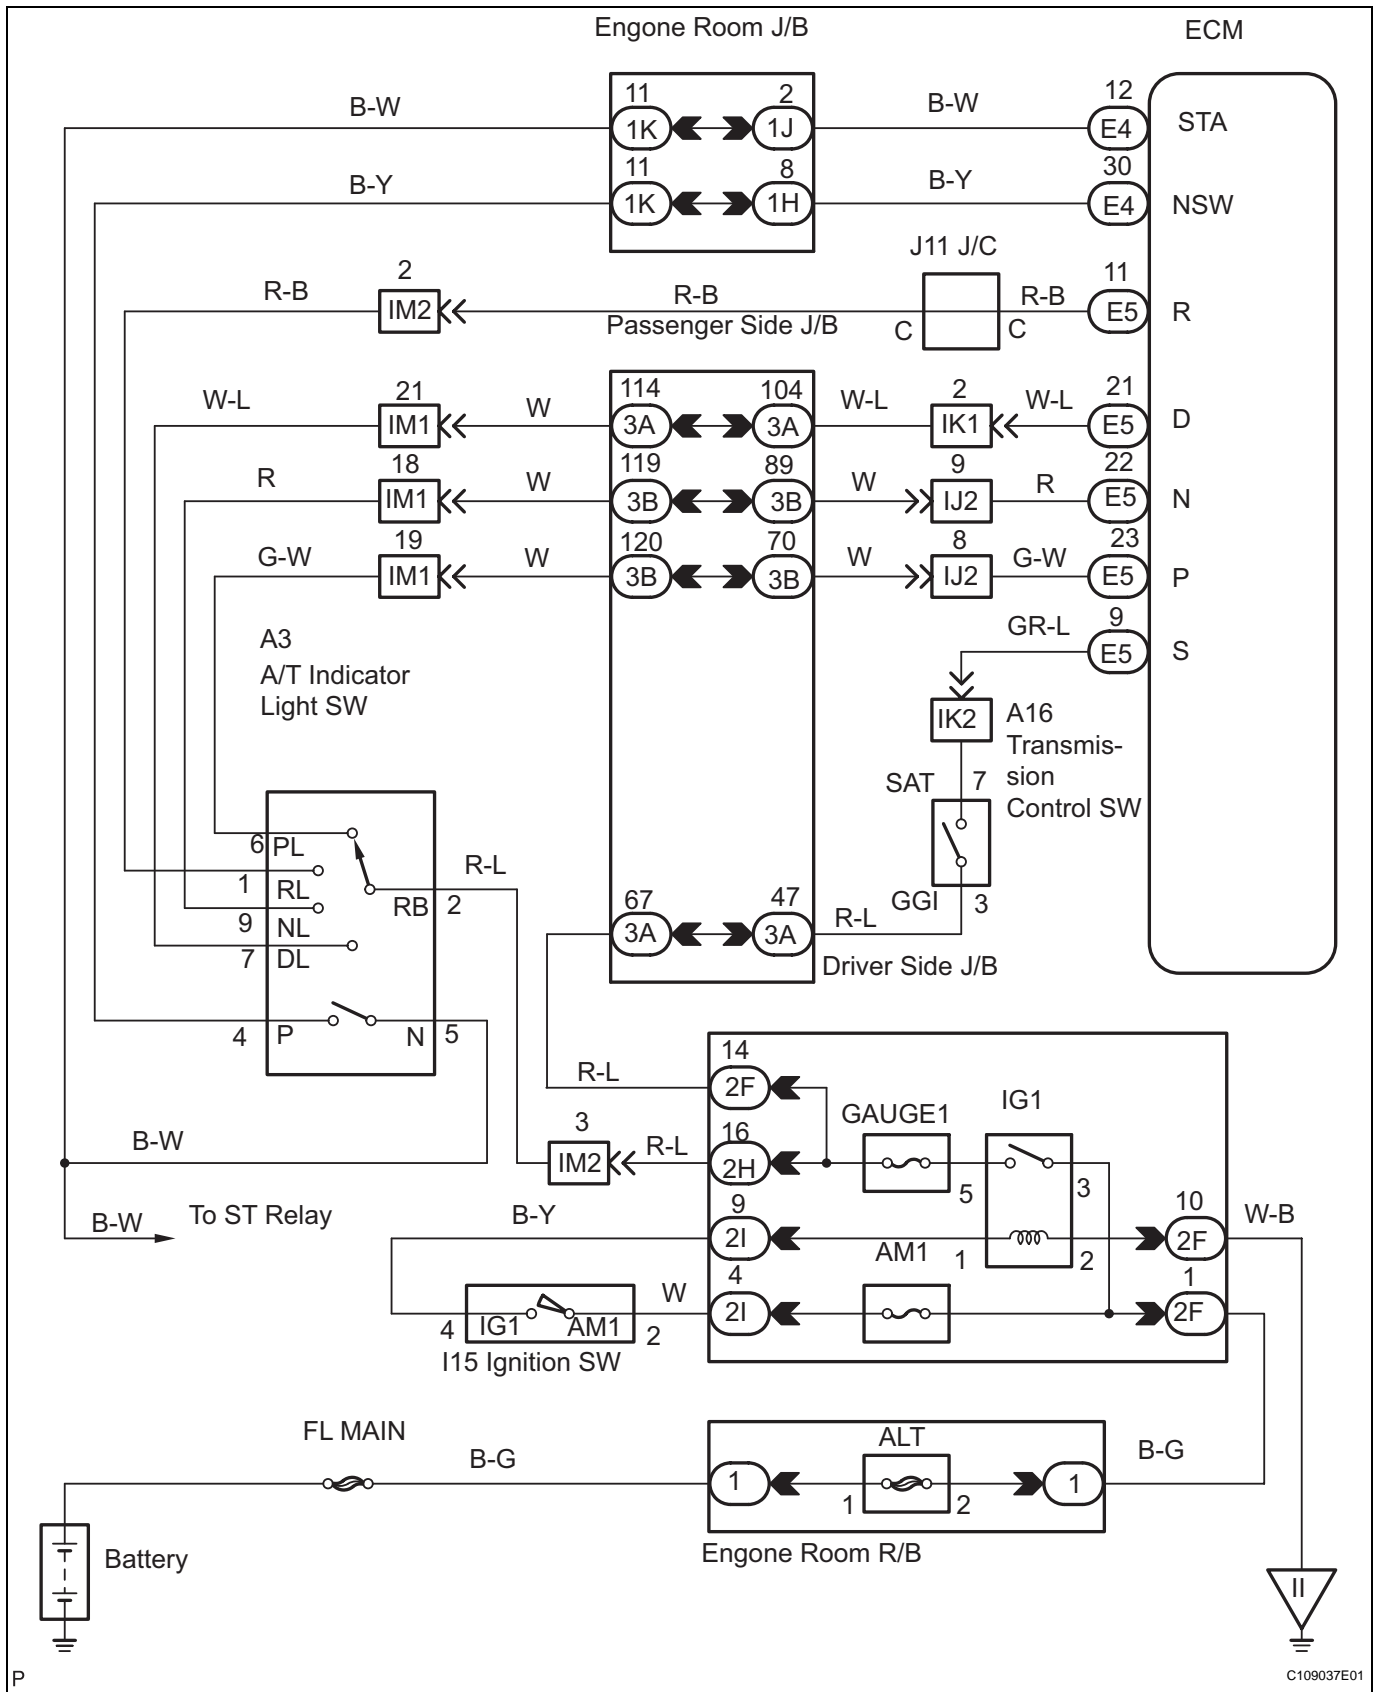 Engone Room J/B
ECM
11
2
12
B-W
1K
1J
B-W
E4
STA
11
8
30
B-Y
1K
1H
B-Y
E4
NSW
J11 J/C
2
11
R-B
IM2
R-B
R-B
E5
R
Passenger Side J/B
C
C
21
114
104
2
21
W-L
IM1
W
3A
3A
W-L
IK1
W-L
E5
D
18
119
89
9
22
R
IM1
W
3B
3B
W
IJ2
R
E5
N
19
120
70
8
23
G-W
IM1
W
3B
3B
W
IJ2
G-W
E5
P
9
GR-L
E5
S
A3
A/T Indicator
Light SW
IK2
A16
Transmis-
sion
Control SW
SAT
7
6
PL
R-L
1
RL
RB
2
9
NL
7
DL
GGI
3
67
47
3A
3A
R-L
Driver Side J/B
4
P
N
5
14
R-L
2F
GAUGE1
IG1
3
16
B-W
IM2
R-L
2H
5
3
To ST Relay
B-W
B-Y
9
10
W-B
2I
AM1
1
2
2F
4
1
W
2I
2F
4
IG1
AM1
2
I15 Ignition SW
FL MAIN
ALT
B-G
B-G
1
1
2
1
Battery
Engone Room R/B
II
P
C109037E01